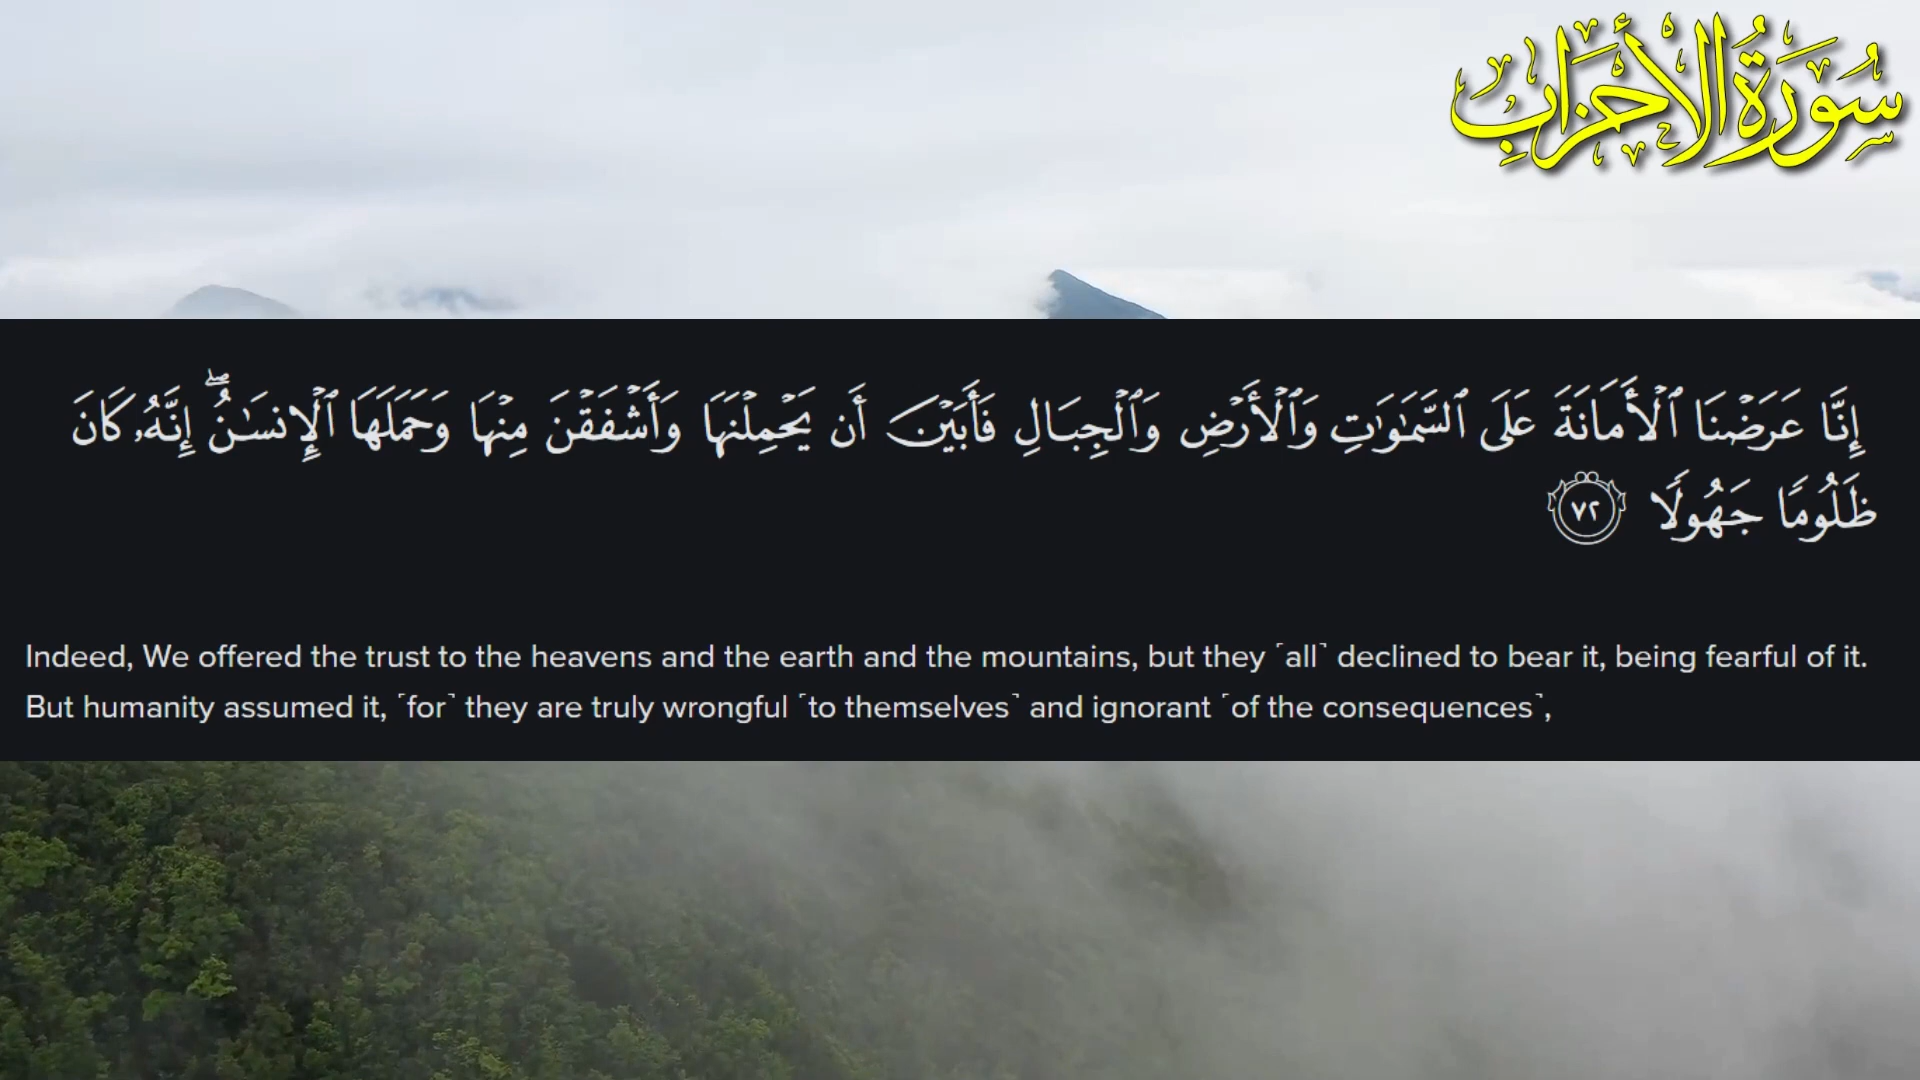 سُورَةُ الأَحْزَابِ
إِنَّا عَرَضْنَا ٱلْأَمَانَةَ عَلَى ٱلسَّمَـٰوَٰتِ وَٱلْأَرْضِ وَٱلْجِبَالِ فَأَبَيْنَ أَن يَحْمِلْنَهَا وَأَشْفَقْنَ مِنْهَا وَحَمَلَهَا ٱلْإِنسَـٰنُ ۖ إِنَّهُۥ كَانَ
ظَلُومًا جَهُولًا ٧٢
Indeed, We offered the trust to the heavens and the earth and the mountains, but they ˹all˺ declined to bear it, being fearful of it.
But humanity assumed it, ˹for˺ they are truly wrongful ˹to themselves˺ and ignorant ˹of the consequences˺,